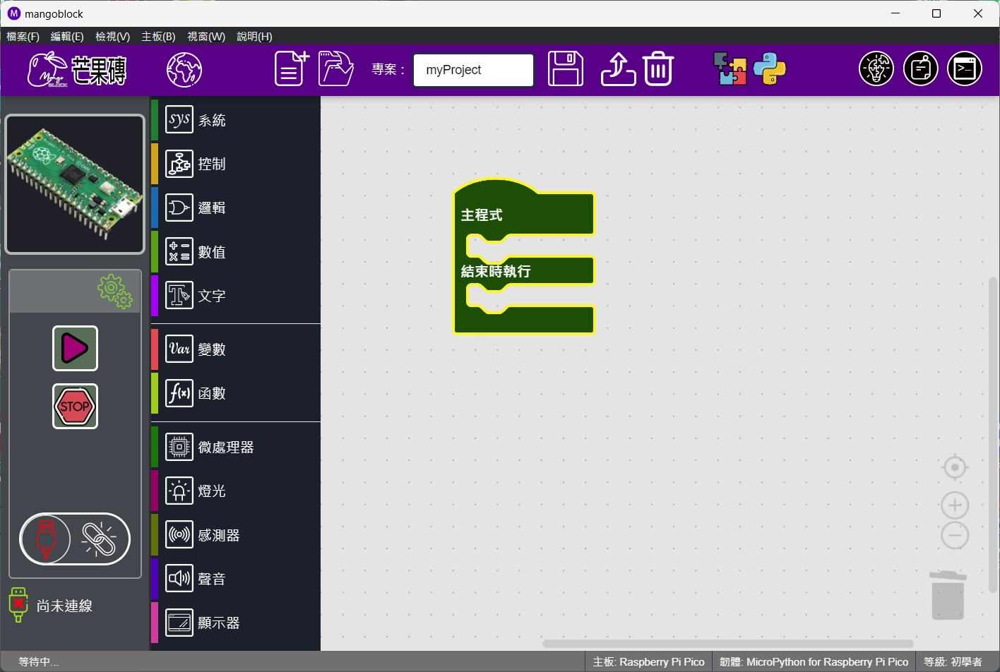 mangoblock
檔案(F) 編輯(E) 檢視(V) 主板(B) 視窗(W) 說明(H)
Mango BLOCK 芒果磚 專案： myProject
sys 系統
控制
邏輯
數值
文字
Var 變數
f(x) 函數
微處理器
燈光
感測器
聲音
顯示器
STOP
尚未連線
主程式
結束時執行
等待中... 主板: Raspberry Pi Pico 韌體: MicroPython for Raspberry Pi Pico 等級: 初學者